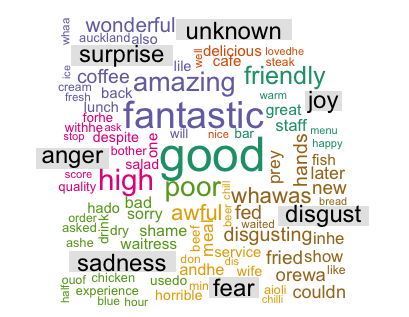 whaa
wonderful
unknown
auckland also
surprise
well delicious lovedhe
ice coffee lile cafe steak
cream back amazing friendly
fresh lunch warm joy
stop forhe fantastic great
withhe ask will nice bar staff menu
despite one happy
anger bother good prey hands fish
score salad later
quality high poor whawas new
bad beer chili bread
hado sorry awful fed disgust
order drink waited
asked dry shame meal disgusting inhe
ashe waitress beef service
sadness don dis fried show
andhe wife orewa like
half ouf chicken usedo min fear aioli couldn
experience horrible chilli
blue hour